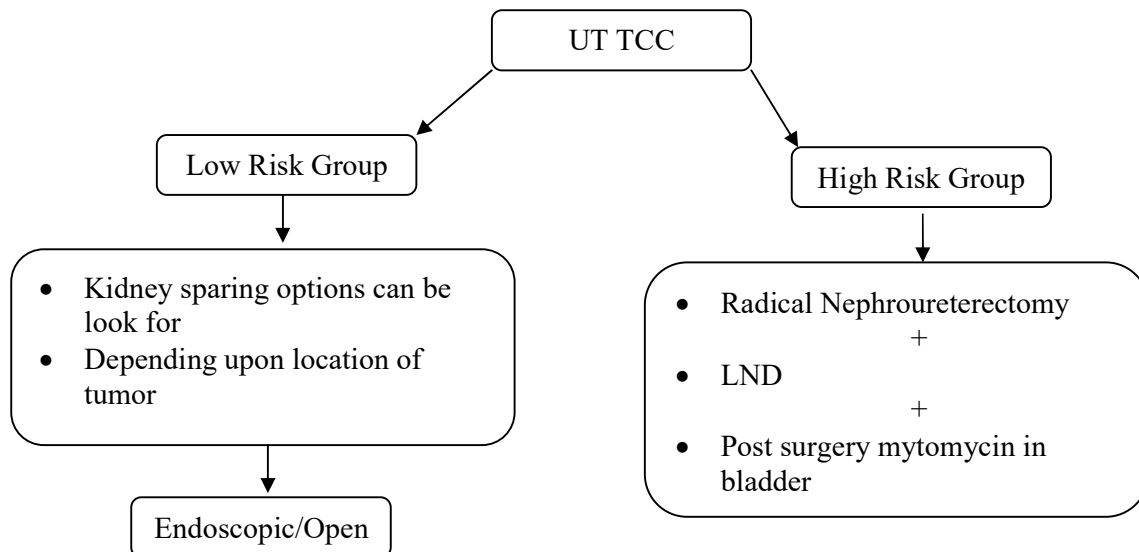 UT TCC
Low Risk Group
High Risk Group
• Kidney sparing options can be
look for
• Depending upon location of
tumor
• Radical Nephroureterectomy
+
• LND
+
• Post surgery mytomycin in
bladder
Endoscopic/Open